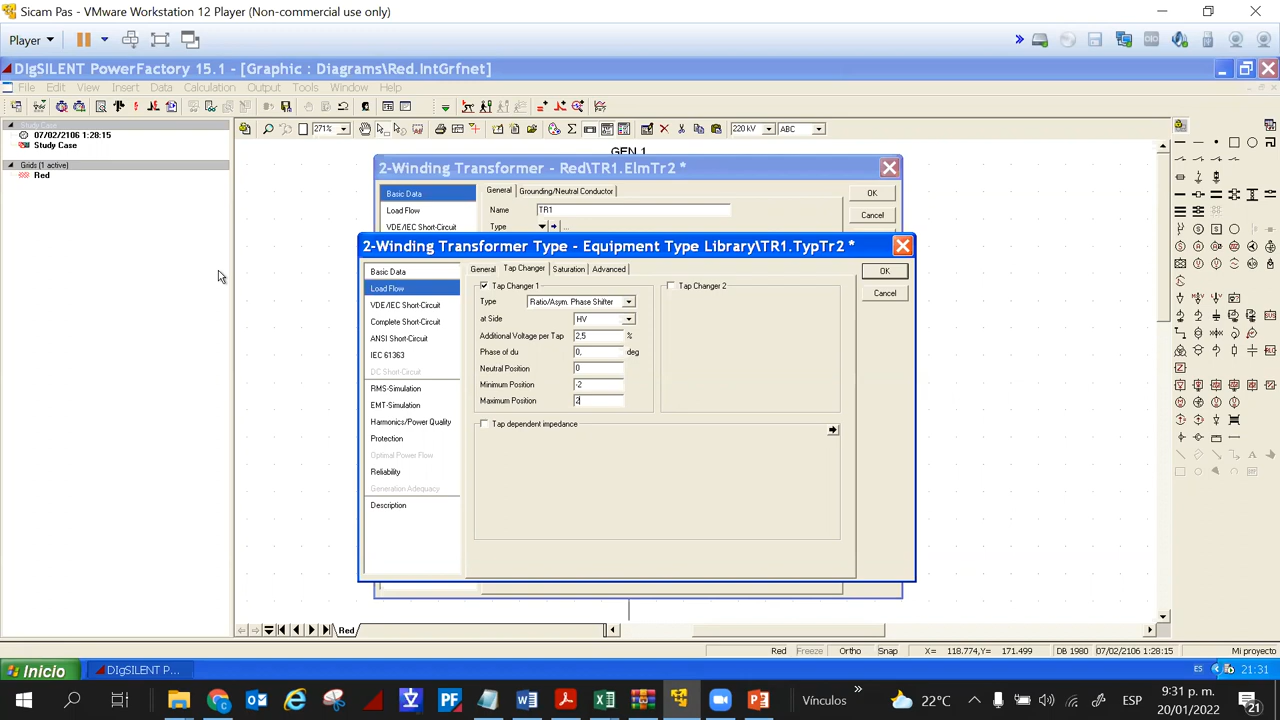 Sicam Pas - VMware Workstation 12 Player (Non-commercial use only)
Player
DIgSILENT PowerFactory 15.1 - [Graphic : Diagrams\Red.IntGrfnet]
File Edit View Insert Data Calculation Output Tools Window Help
271% 220 kV ABC
Study Case
07/02/2106 1:28:15
Study Case
Grids (1 active)
Red
GEN 1
2-Winding Transformer - Red\TR1.ElmTr2 *
Basic Data
Load Flow
VDE/IEC Short-Circuit
General Grounding/Neutral Conductor
Name TR1
Type ...
OK
Cancel
2-Winding Transformer Type - Equipment Type Library\TR1.TypTr2 *
Basic Data
Load Flow
VDE/IEC Short-Circuit
Complete Short-Circuit
ANSI Short-Circuit
IEC 61363
DC Short-Circuit
RMS-Simulation
EMT-Simulation
Harmonics/Power Quality
Protection
Optimal Power Flow
Reliability
Generation Adequacy
Description
General Tap Changer Saturation Advanced
Tap Changer 1
Type Ratio/Asym. Phase Shifter
at Side HV
Additional Voltage per Tap 2,5 %
Phase of du 0, deg
Neutral Position 0
Minimum Position -2
Maximum Position 2
Tap Changer 2
Tap dependent impedance
OK
Cancel
Red
Red Freeze Ortho Snap X= 118.774,Y= 171.499 DB 1980 07/02/2106 1:28:15 Mi proyecto
Inicio DIgSILENT P... ES 21:31
Vínculos 22°C ESP 9:31 p. m.
20/01/2022 21